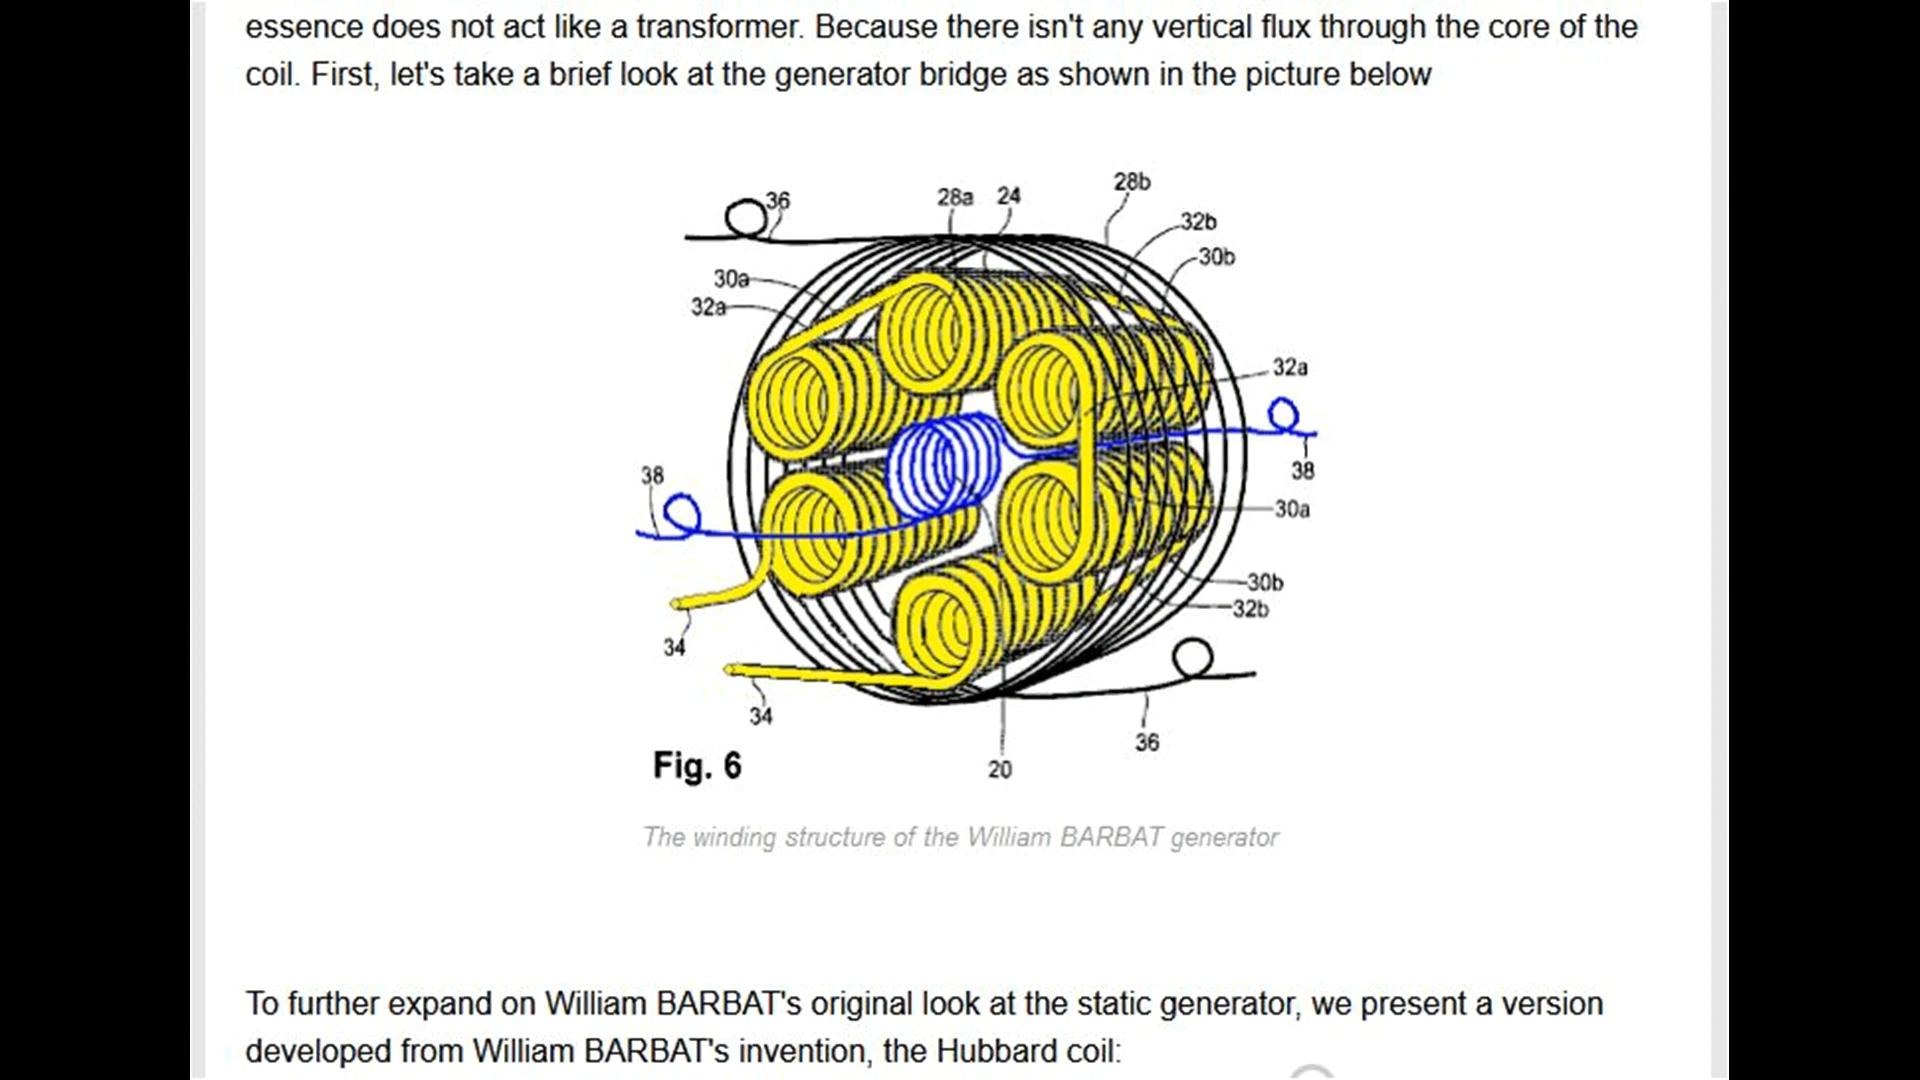 essence does not act like a transformer. Because there isn't any vertical flux through the core of the
coil. First, let's take a brief look at the generator bridge as shown in the picture below
28b
36
28a 24
32b
30b
30a
32a
32a
38
38
30a
30b
32b
34
34
36
Fig. 6
20
The winding structure of the William BARBAT generator
To further expand on William BARBAT's original look at the static generator, we present a version
developed from William BARBAT's invention, the Hubbard coil: